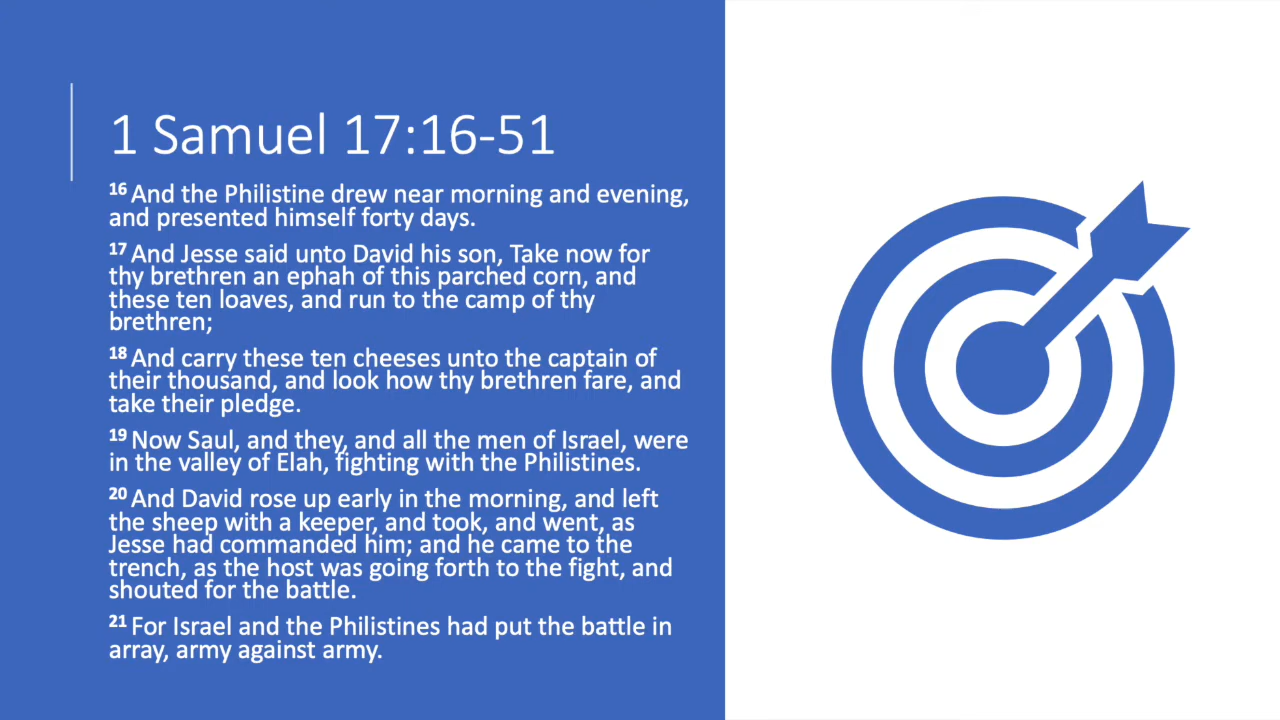 1 Samuel 17:16-51
16 And the Philistine drew near morning and evening,
and presented himself forty days.
17 And Jesse said unto David his son, Take now for
thy brethren an ephah of this parched corn, and
these ten loaves, and run to the camp of thy
brethren;
18 And carry these ten cheeses unto the captain of
their thousand, and look how thy brethren fare, and
take their pledge.
19 Now Saul, and they, and all the men of Israel, were
in the valley of Elah, fighting with the Philistines.
20 And David rose up early in the morning, and left
the sheep with a keeper, and took, and went, as
Jesse had commanded him; and he came to the
trench, as the host was going forth to the fight, and
shouted for the battle.
21 For Israel and the Philistines had put the battle in
array, army against army.